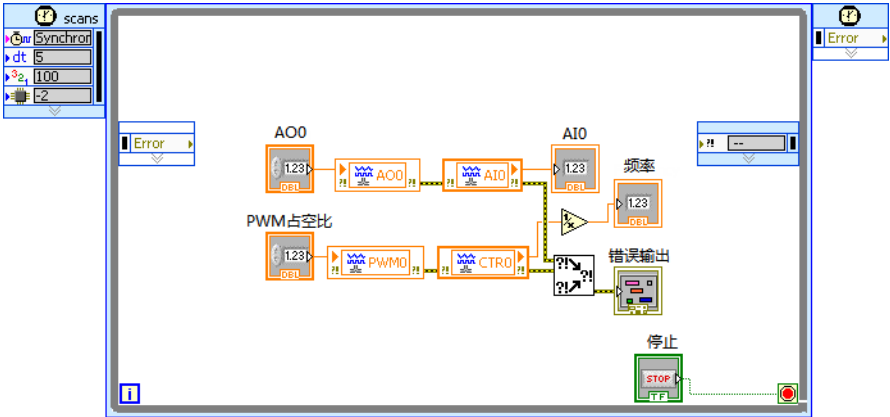 scans
Synchror
dt 5
100
-2
Error
Error
--
AO0
1.23
DBL
AO0
AI0
AI0
1.23
DBL
频率
1.23
DBL
PWM占空比
1.23
DBL
PWM0
CTR0
1/x
?!
?!
?!
错误输出
停止
STOP
TF
i